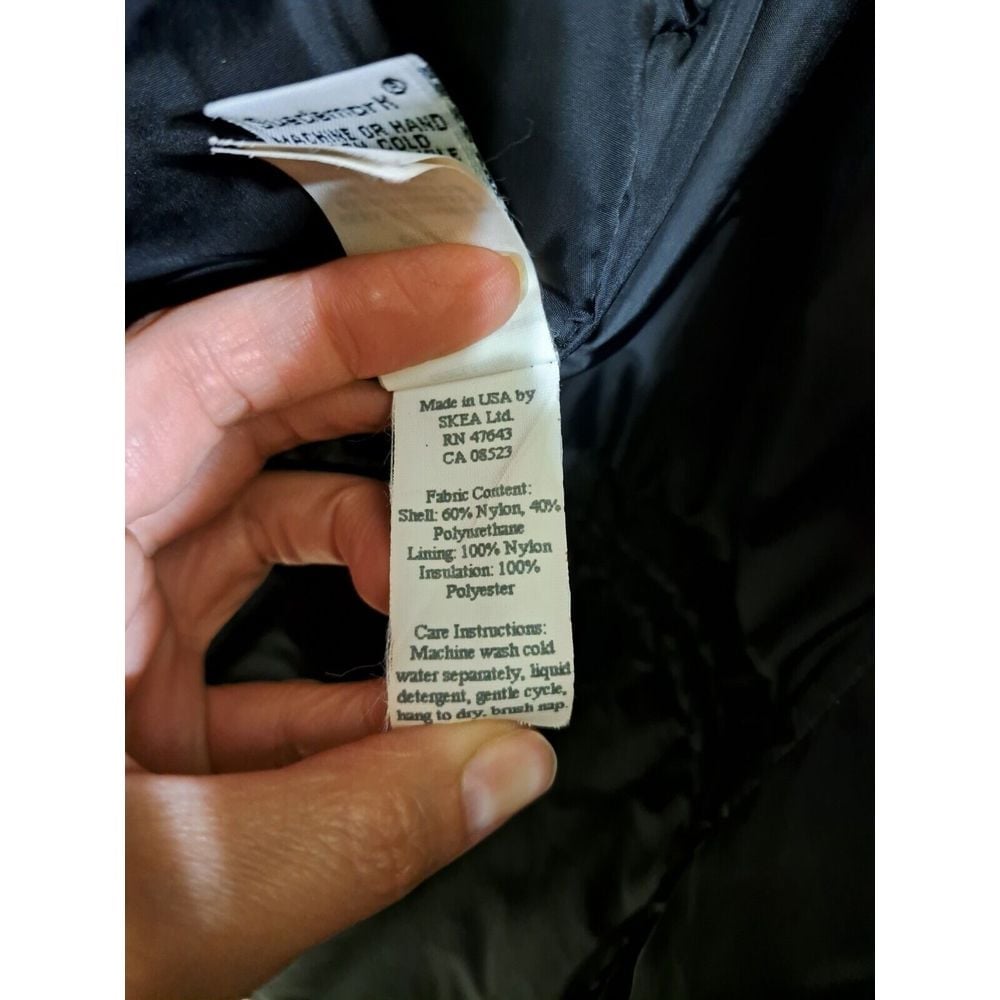 MACHINE OR HAND
COLD
Made in USA by
SKEA Ltd.
RN 47643
CA 08523
Fabric Content:
Shell: 60% Nylon, 40%
Polyurethane
Lining: 100% Nylon
Insulation: 100%
Polyester
Care Instructions:
Machine wash cold
water separately, liquid
detergent, gentle cycle,
hang to dry, brush nap.